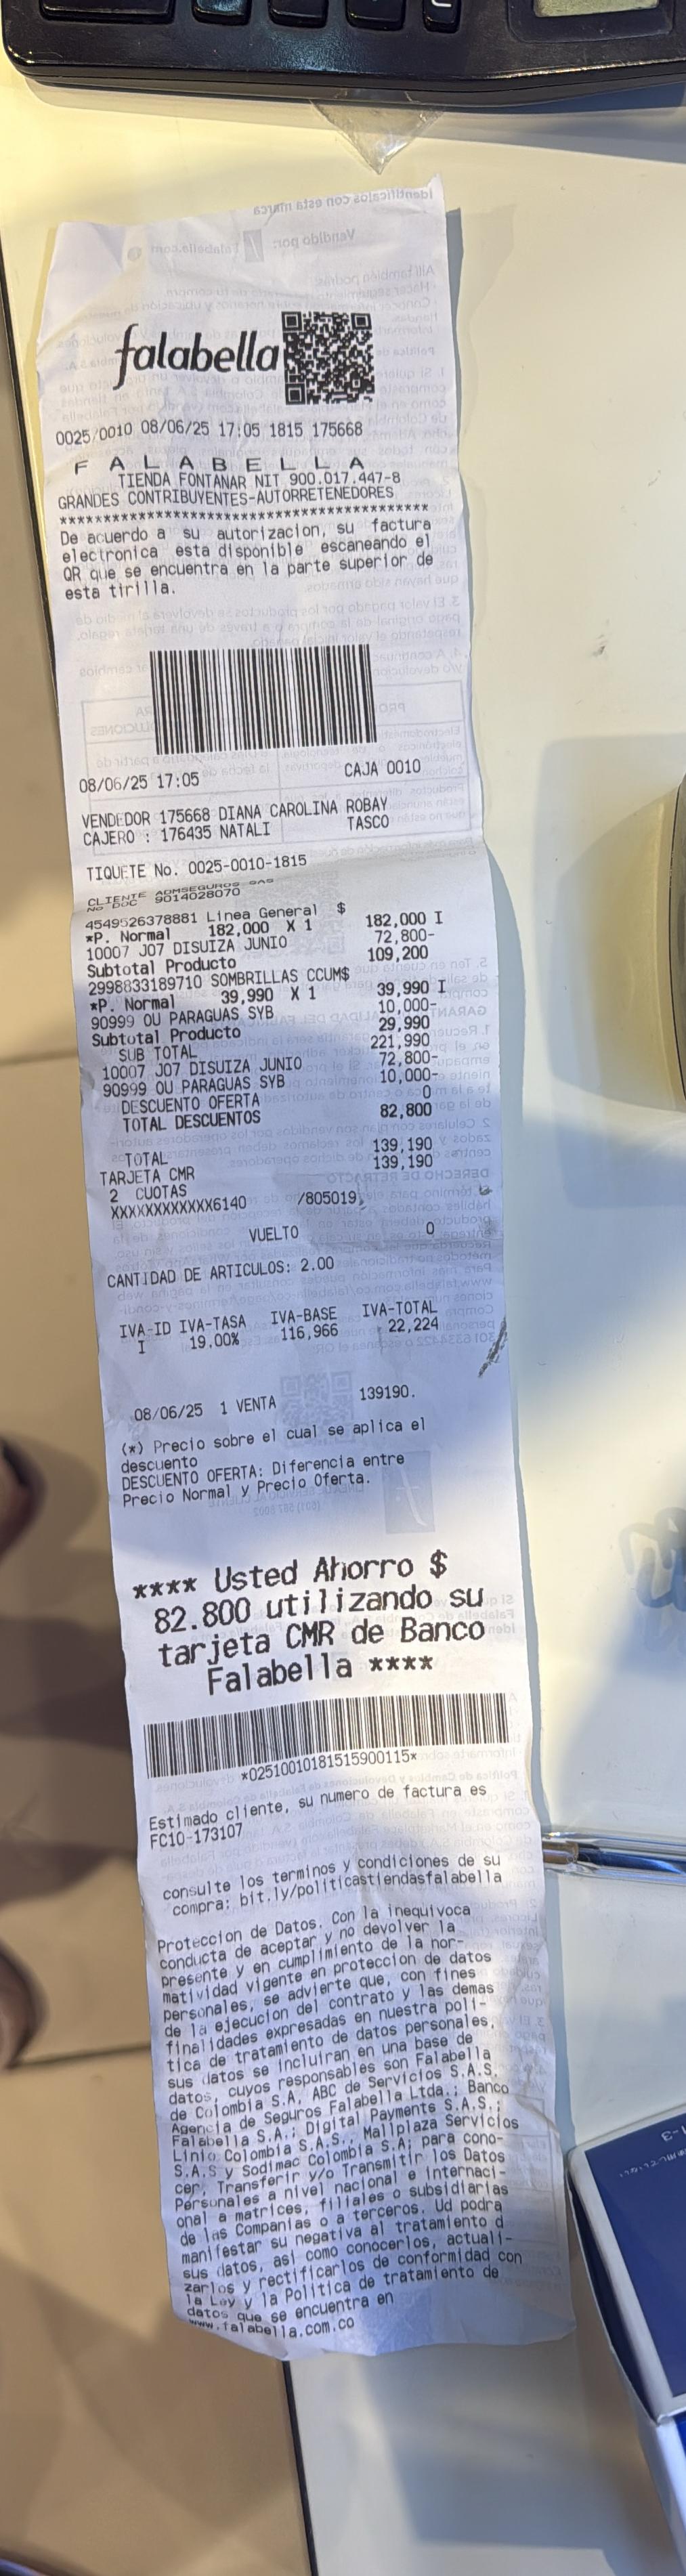 falabella
0025/0010 08/06/25 17:05 1815 175668
F A L A B E L L A
TIENDA FONTANAR NIT 900.017.447-8
GRANDES CONTRIBUYENTES-AUTORRETENEDORES
******************************************
De acuerdo a su autorizacion, su factura
electronica esta disponible escaneando el
QR que se encuentra en la parte superior de
esta tirilla.
08/06/25 17:05 CAJA 0010
VENDEDOR 175668 DIANA CAROLINA ROBAY
CAJERO : 176435 NATALI TASCO
TIQUETE No. 0025-0010-1815
CLIENTE ADMSEGUROS SAS
NO DOC 9014028070
4549526378881 Linea General $ 182,000 I
*P. Normal 182,000 X 1
10007 J07 DISUIZA JUNIO 72,800-
Subtotal Producto 109,200
2998833189710 SOMBRILLAS CCUM$ 39,990 I
*P. Normal 39,990 X 1
90999 OU PARAGUAS SYB 10,000-
Subtotal Producto 29,990
SUB TOTAL 221,990
10007 J07 DISUIZA JUNIO 72,800-
90999 OU PARAGUAS SYB 10,000-
DESCUENTO OFERTA 0
TOTAL DESCUENTOS 82,800
TOTAL 139,190
TARJETA CMR 139,190
2 CUOTAS
XXXXXXXXXXXX6140 /805019
VUELTO 0
CANTIDAD DE ARTICULOS: 2.00
IVA-ID IVA-TASA IVA-BASE IVA-TOTAL
I 19.00% 116,966 22,224
08/06/25 1 VENTA 139190.
(*) Precio sobre el cual se aplica el
descuento
DESCUENTO OFERTA: Diferencia entre
Precio Normal y Precio Oferta.
**** Usted Ahorro $
82.800 utilizando su
tarjeta CMR de Banco
Falabella ****
*02510010181515900115*
Estimado cliente, su numero de factura es
FC10-173107
consulte los terminos y condiciones de su
compra: bit.ly/politicastiendasfalabella
Proteccion de Datos. Con la inequivoca
conducta de aceptar y no devolver la
presente y en cumplimiento de la nor-
matividad vigente en proteccion de datos
personales, se advierte que, con fines
de la ejecucion del contrato y las demas
finalidades expresadas en nuestra poli-
tica de tratamiento de datos personales,
sus datos se incluiran en una base de
datos, cuyos responsables son Falabella
de Colombia S.A, ABC de Servicios S.A.S,
Agencia de Seguros Falabella Ltda.; Banco
Falabella S.A.; Digital Payments S.A.S.;
Linio Colombia S.A.S., Mallplaza Servicios
S.A.S y Sodimac Colombia S.A; para cono-
cer, Transferir y/o Transmitir los Datos
Personales a nivel nacional e internaci-
onal a matrices, filiales o subsidiarias
de las Companias o a terceros. Ud podra
manifestar su negativa al tratamiento d
sus datos, asi como conocerlos, actuali-
zarlos y rectificarlos de conformidad con
la Ley y la Politica de tratamiento de
datos que se encuentra en
www.falabella.com.co